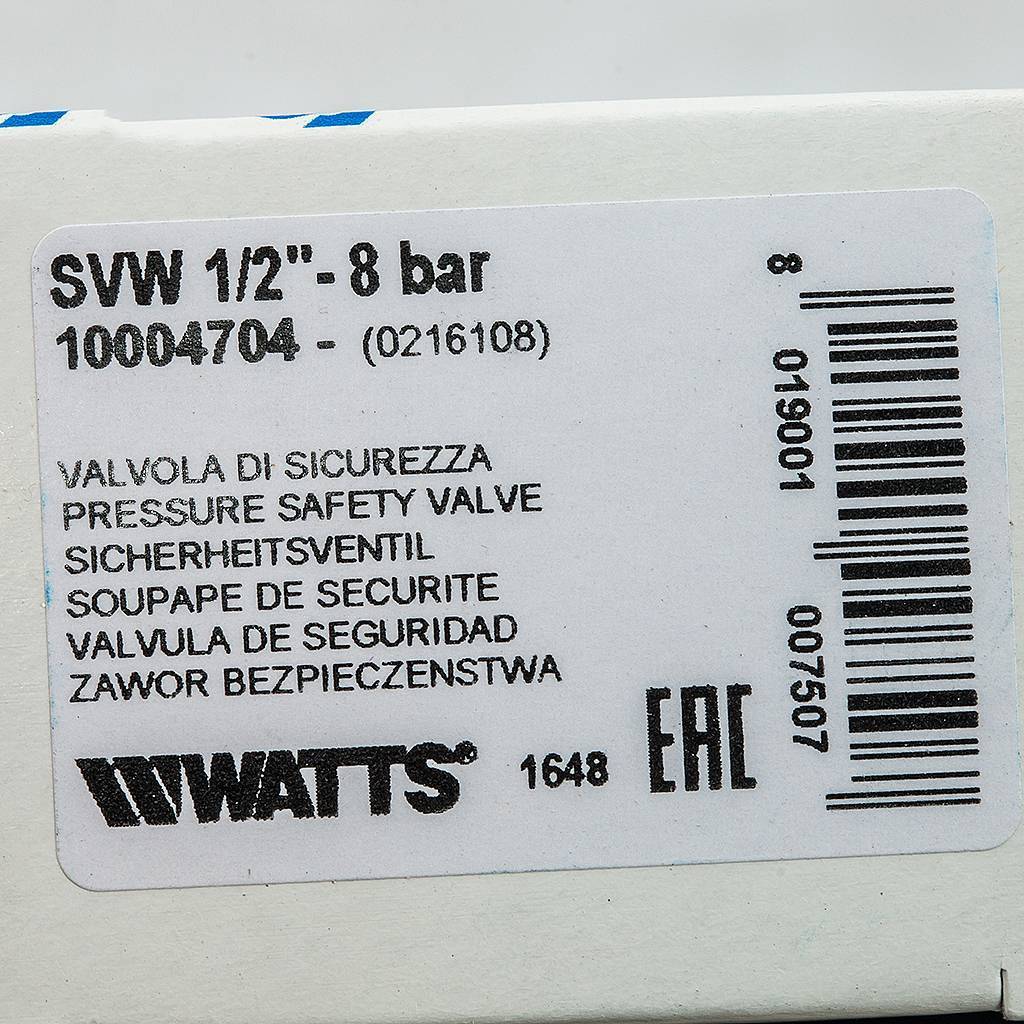 SVW 1/2"- 8 bar
10004704 - (0216108)
VALVOLA DI SICUREZZA
PRESSURE SAFETY VALVE
SICHERHEITSVENTIL
SOUPAPE DE SECURITE
VALVULA DE SEGURIDAD
ZAWOR BEZPIECZENSTWA
WATTS®
1648
EAC
8 019001 007507